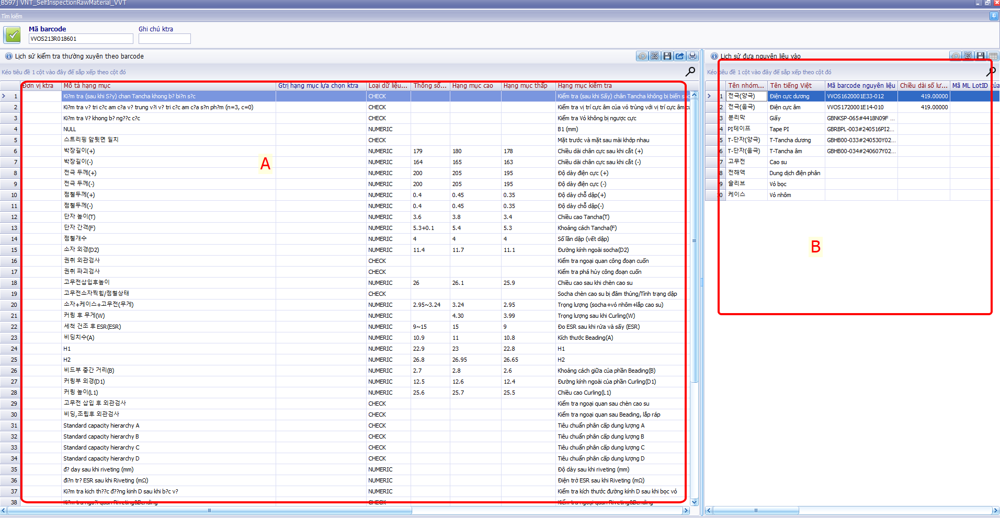 [B597] VNT_SelfInspectionRawMaterial_VVT
Tìm kiếm
Mã barcode
Ghi chú ktra
VVOS213R018601
Lịch sử kiểm tra thường xuyên theo barcode
Kéo tiêu đề 1 cột vào đây để sắp xếp theo cột đó
Đơn vị ktra Mô tả hạng mục Gtrị hạng mục lựa chọn ktra Loại dữ liệu... Thông số... Hạng mục cao Hạng mục thấp Hạng mục kiểm tra
1 Ki?m tra (sau khi S?y) chan Tancha khong b? bi?n s?c CHECK Kiểm tra (sau khi Sấy) chân Tancha không bị biến sắc
2 Ki?m tra v? tri c?c am c?a v? trung v?i v? tri c?c am c?a s?n ph?m (n=3, c=0) CHECK Kiểm tra vị trí cực âm của vỏ trùng với vị trí cực âm
3 Ki?m tra V? khong b? ng??c c?c CHECK Kiểm tra Vỏ không bị ngược cực
4 NULL NUMERIC B1 (mm)
5 스트리핑 앞뒷면 일치 CHECK Mặt trước và mặt sau mài khớp nhau
6 박장길이(+) NUMERIC 179 180 178 Chiều dài chân cực sau khi cắt (+)
7 박장길이(-) NUMERIC 164 165 163 Chiều dài chân cực sau khi cắt (-)
8 전극 두께(+) NUMERIC 200 205 195 Độ dày điện cực (+)
9 전극 두께(-) NUMERIC 200 205 195 Độ dày điện cực (-)
10 점철두께(+) NUMERIC 0.4 0.45 0.35 Độ dày chỗ dập(+)
11 점철두께(-) NUMERIC 0.4 0.45 0.35 Độ dày chỗ dập(-)
12 단자 높이(T) NUMERIC 3.6 3.8 3.4 Chiều cao Tancha(T)
13 단자 간격(F) NUMERIC 5.3+0.1 5.4 5.3 Khoảng cách Tancha(F)
14 점철개수 NUMERIC 4 4 4 Số lần dập (vết dập)
15 소자 외경(D2) NUMERIC 11.4 11.7 11.1 Đường kính ngoài socha(D2)
16 권취 외관검사 CHECK Kiểm tra ngoại quan công đoạn cuốn
17 권취 파괴검사 CHECK Kiểm tra phá hủy công đoạn cuốn
18 고무전삽입후높이 NUMERIC 26 26.1 25.9 Chiều cao sau khi chèn cao su
19 고무전소자찍힘/점철상태 CHECK Socha chèn cao su bị đâm thủng/Tình trạng dập
20 소자+케이스+고무전(무게) NUMERIC 2.95~3.24 3.24 2.95 Trọng lượng (socha+vỏ nhôm+lắp cao su)
21 커링 후 무게(W) NUMERIC 4.30 3.99 Trọng lượng sau khi Curling(W)
22 세척 건조 후 ESR(ESR) NUMERIC 9~15 15 9 Đo ESR sau khi rửa và sấy (ESR)
23 비딩치수(A) NUMERIC 10.9 11 10.8 Kích thước Beading(A)
24 H1 NUMERIC 22.9 23 22.8 H1
25 H2 NUMERIC 26.8 26.95 26.65 H2
26 비드부 중간 거리(B) NUMERIC 2.7 2.8 2.6 Khoảng cách giữa của phần Beading(B)
27 커링부 외경(D1) NUMERIC 12.5 12.6 12.4 Đường kính ngoài của phần Curling(D1)
28 커링 높이(L1) NUMERIC 25.6 25.7 25.5 Chiều cao Curling(L1)
29 고무전 삽입 후 외관검사 CHECK Kiểm tra ngoại quan sau chèn cao su
30 비딩,조립후 외관검사 CHECK Kiểm tra ngoại quan sau Beading, lắp ráp
31 Standard capacity hierarchy A CHECK Tiêu chuẩn phân cấp dung lượng A
32 Standard capacity hierarchy B CHECK Tiêu chuẩn phân cấp dung lượng B
33 Standard capacity hierarchy C CHECK Tiêu chuẩn phân cấp dung lượng C
34 Standard capacity hierarchy D CHECK Tiêu chuẩn phân cấp dung lượng D
35 đ? day sau khi riveting (mm) NUMERIC Độ dày sau khi riveting (mm)
36 đi?n tr? ESR sau khi Riveting (mΩ) NUMERIC Điện trở ESR sau khi Riveting (mΩ)
37 Ki?m tra kich th??c đ??ng kinh D sau khi b?c v? NUMERIC Kiểm tra kích thước đường kính D sau khi bọc vỏ
38 Ki?m tra ngo?i quan Riveting&Bending CHECK Kiểm tra ngoại quan Riveting&Bending
A
Lịch sử đưa nguyên liệu vào
Kéo tiêu đề 1 cột vào đây để sắp xếp theo cột đó
Tên nhóm... Tên tiếng Việt Mã barcode nguyên liệu Chiều dài số lư... Mã ML LotID của
1 전극(양극) Điện cực dương VVOS1620001E33-012 419.00000
2 전극(음극) Điện cực âm VVOS1720001E14-010 419.00000
3 분리막 Giấy GBNKSP-065#4418N09F ...
4 PI테이프 Tape PI GBRBPL-003#240516PI2...
5 T-단자(양극) T-Tancha dương GBHB00-033#240530Y02...
6 T-단자(음극) T-Tancha âm GBHB00-034#240607Y02...
7 고무전 Cao su
8 전해액 Dung dịch điện phân
9 슬리브 Vỏ bọc
10 케이스 Vỏ nhôm
B